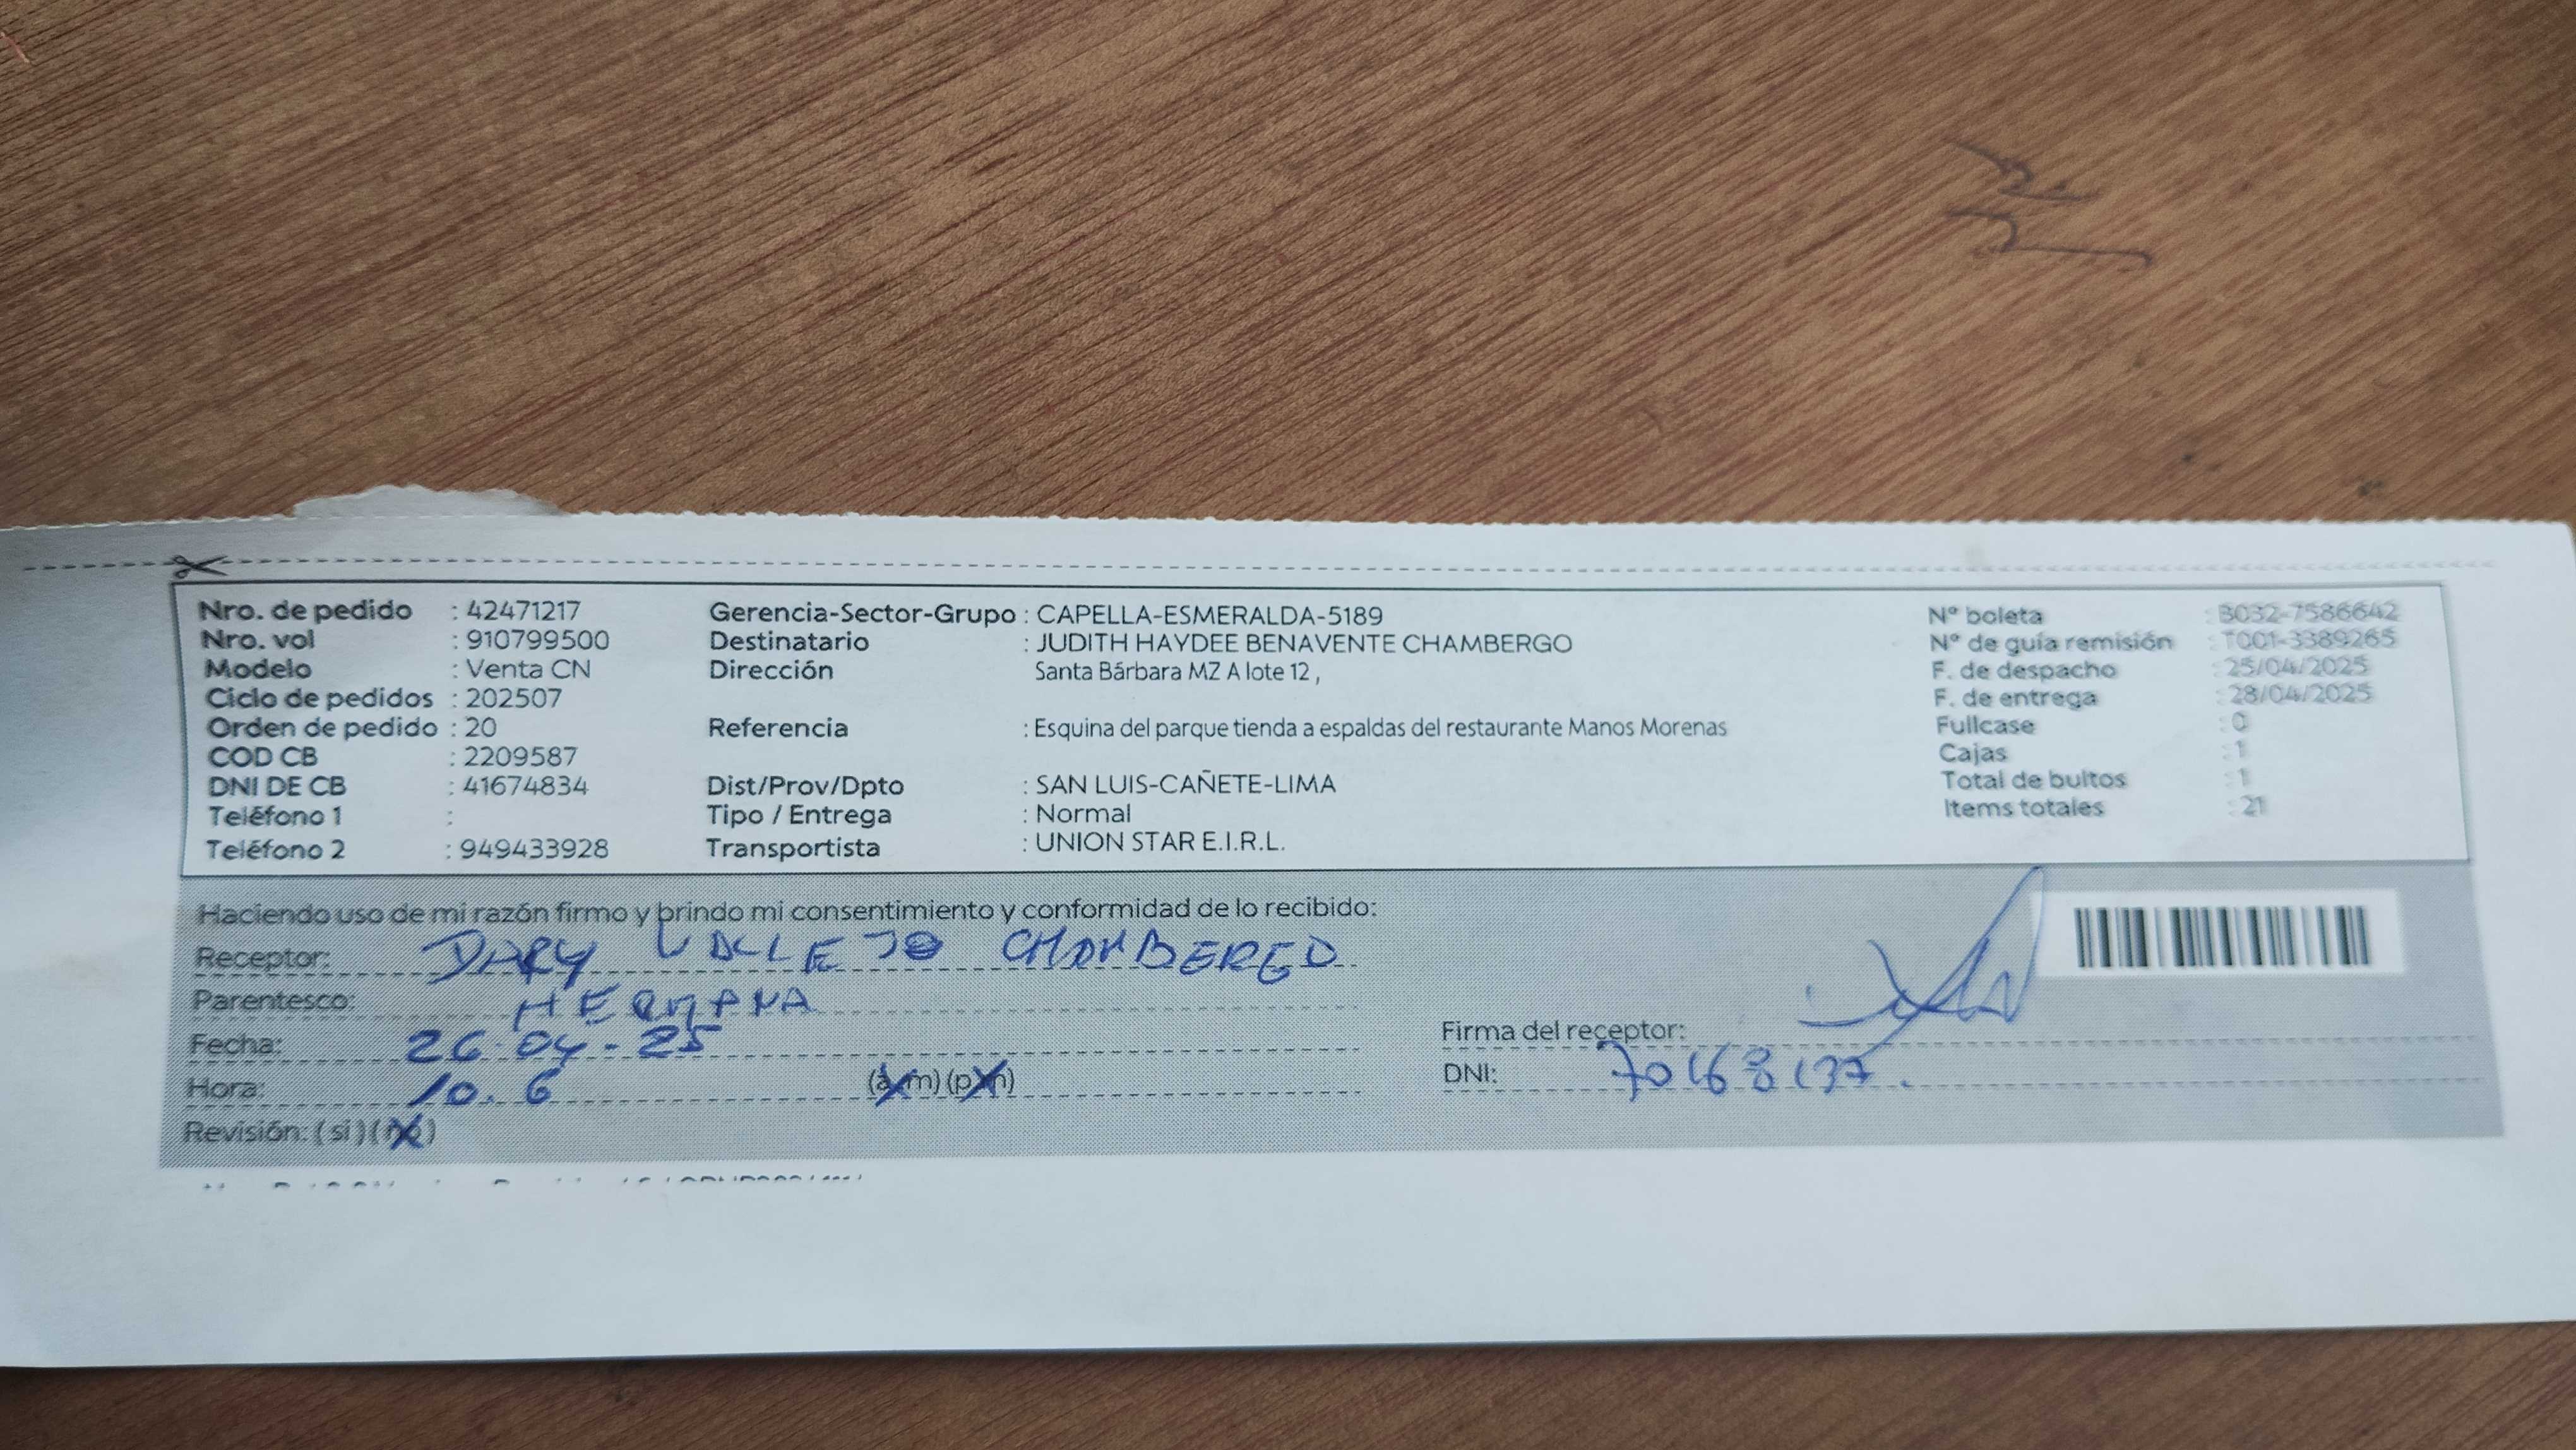 Nro. de pedido : 42471217
Nro. vol : 910799500
Modelo : Venta CN
Ciclo de pedidos : 202507
Orden de pedido : 20
COD CB : 2209587
DNI DE CB : 41674834
Teléfono 1 :
Teléfono 2 : 949433928
Gerencia-Sector-Grupo : CAPELLA-ESMERALDA-5189
Destinatario : JUDITH HAYDEE BENAVENTE CHAMBERGO
Dirección Santa Bárbara MZ A lote 12 ,
Referencia : Esquina del parque tienda a espaldas del restaurante Manos Morenas
Dist/Prov/Dpto : SAN LUIS-CAÑETE-LIMA
Tipo / Entrega : Normal
Transportista : UNION STAR E.I.R.L.
Nº boleta : B032-7586642
Nº de guía remisión : T001-3389265
F. de despacho : 25/04/2025
F. de entrega : 28/04/2025
Fullcase : 0
Cajas : 1
Total de bultos : 1
Items totales : 21
Haciendo uso de mi razón firmo y brindo mi consentimiento y conformidad de lo recibido:
Receptor: VALLEJO CHAMBERGO
Parentesco: HERMANA
Fecha: 26-04-25
Hora: 10.6 (a.m) (p.m)
Revisión: (si) (no)
Firma del receptor:
DNI: 70168137.